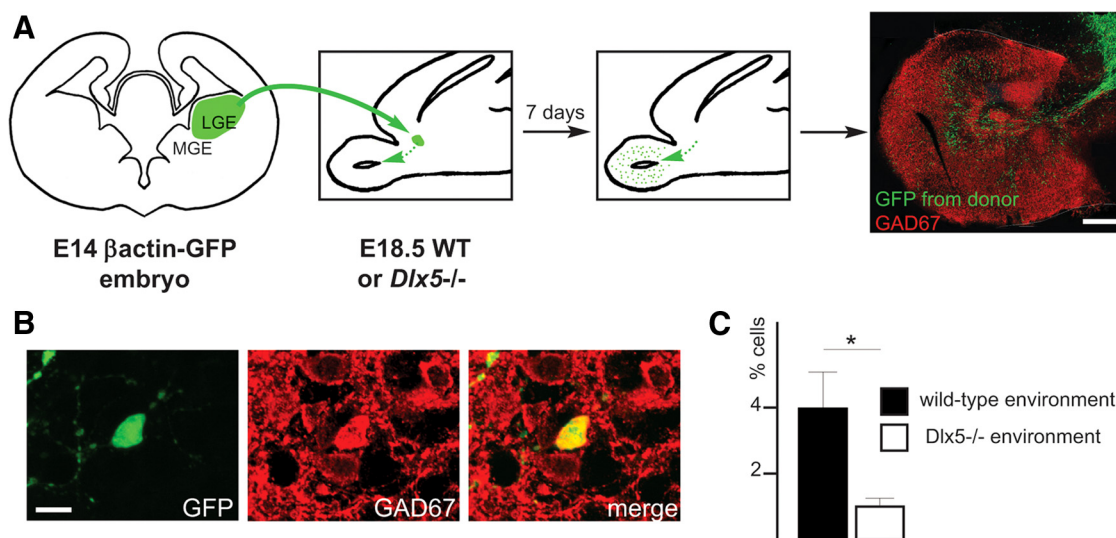 A
LGE
MGE
7 days
GFP from donor
GAD67
E14 βactin-GFP
embryo
E18.5 WT
or Dlx5-/-
B
GFP
GAD67
merge
C
% cells
*
4
2
wild-type environment
Dlx5-/- environment